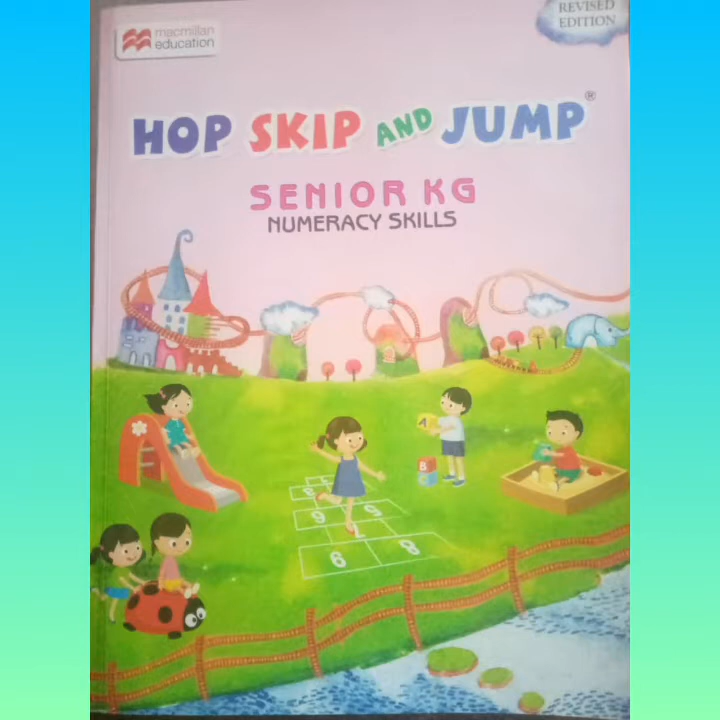 macmillan
education
REVISED
EDITION
HOP SKIP AND JUMP®
SENIOR KG
NUMERACY SKILLS
A
B